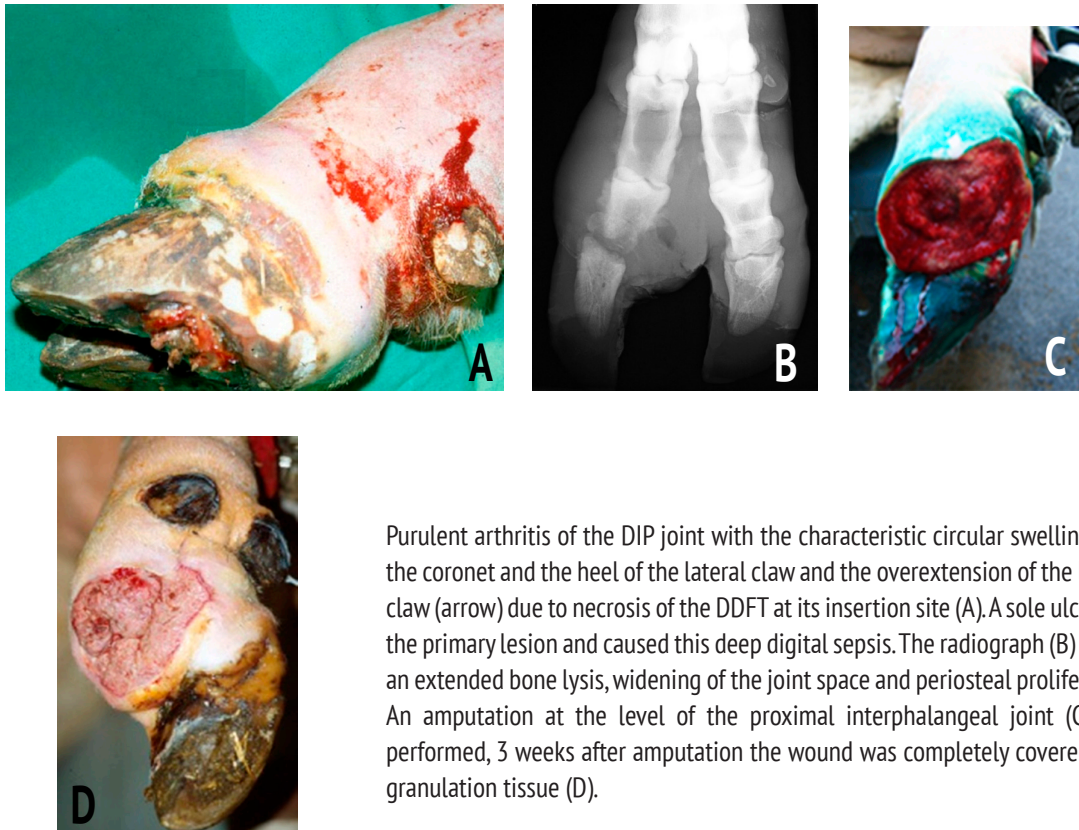 A
B
C
D
Purulent arthritis of the DIP joint with the characteristic circular
the coronet and the heel of the lateral claw and the overextension of the
claw (arrow) due to necrosis of the DDFT at its insertion site (A). A sole
the primary lesion and caused this deep digital sepsis. The radiograph (B)
an extended bone lysis, widening of the joint space and periosteal
An amputation at the level of the proximal interphalangeal joint
performed, 3 weeks after amputation the wound was completely
granulation tissue (D).